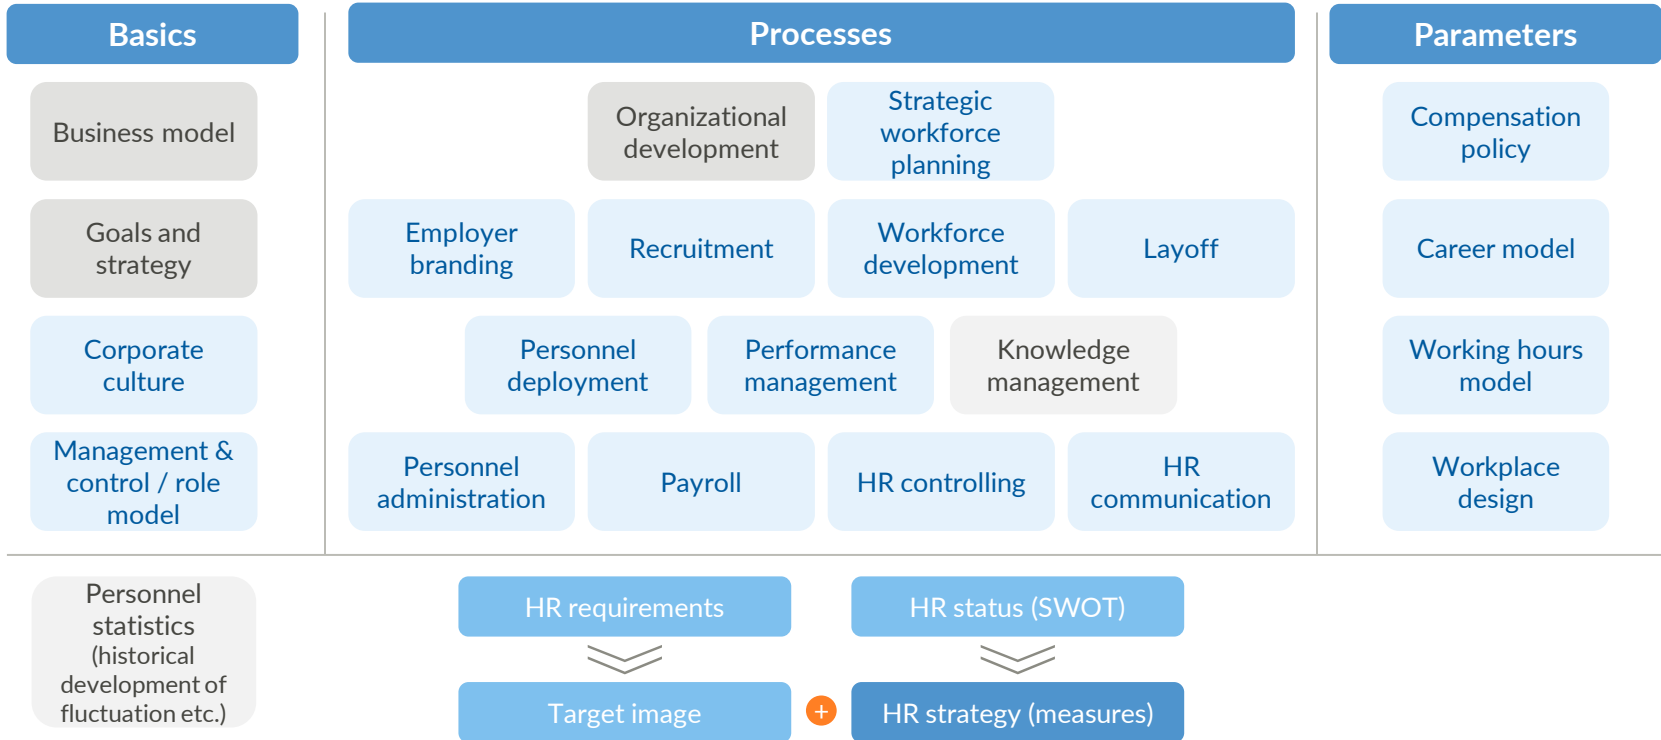 Basics
Processes
Parameters
Business model
Organizational
development
Strategic
workforce
planning
Compensation
policy
Goals and
strategy
Employer
branding
Recruitment
Workforce
development
Layoff
Career model
Corporate
culture
Personnel
deployment
Performance
management
Knowledge
management
Working hours
model
Management &
control / role
model
Personnel
administration
Payroll
HR controlling
HR
communication
Workplace
design
Personnel
statistics
(historical
development of
fluctuation etc.)
HR requirements
HR status (SWOT)
Target image
+
HR strategy (measures)